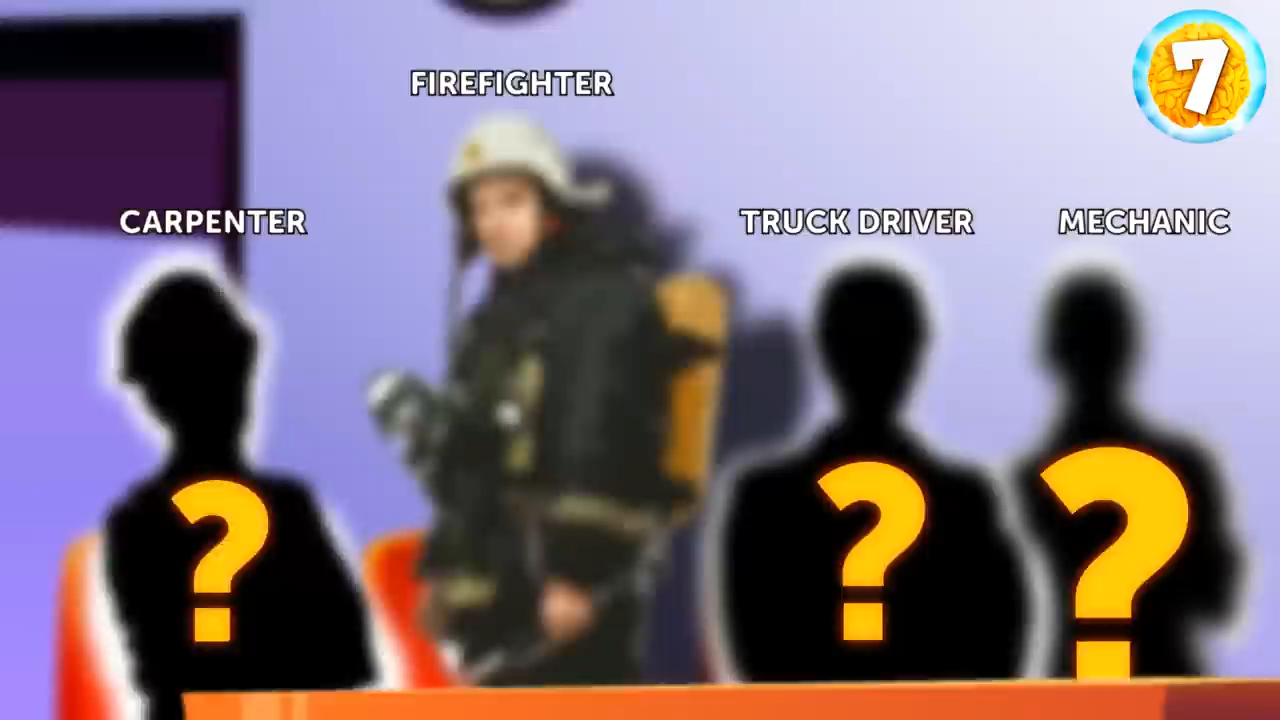 7
FIREFIGHTER
CARPENTER
TRUCK DRIVER
MECHANIC
?
?
?